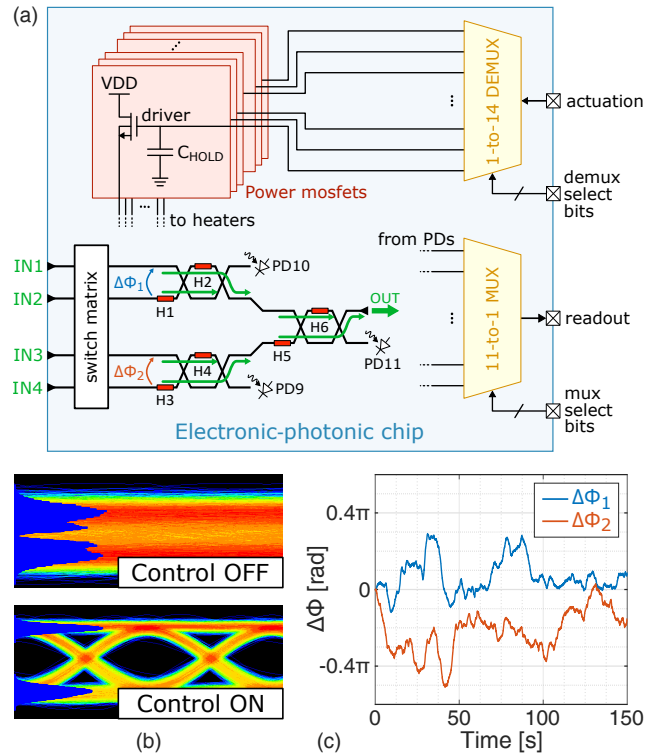 (a)
VDD
driver
C_HOLD
Power mosfets
to heaters
1-to-14 DEMUX
actuation
demux
select
bits
from PDs
11-to-1 MUX
readout
mux
select
bits
IN1
IN2
IN3
IN4
switch matrix
ΔΦ₁
ΔΦ₂
H1
H2
H3
H4
H5
H6
PD10
PD9
PD11
OUT
Electronic-photonic chip
Control OFF
Control ON
(b)
ΔΦ₁
ΔΦ₂
ΔΦ [rad]
0.4π
0
-0.4π
0
50
100
150
Time [s]
(c)